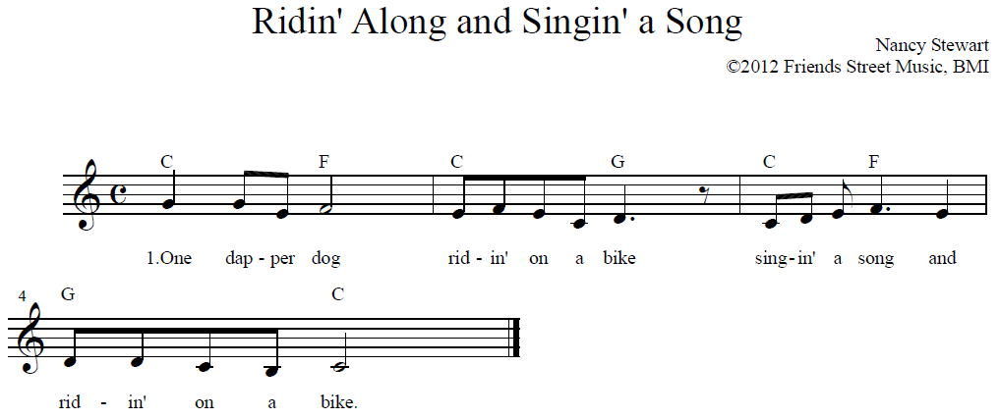 Ridin' Along and Singin' a Song
Nancy Stewart
©2012 Friends Street Music, BMI
C F C G C F
1.One dap - per dog rid - in' on a bike sing-in' a song and
4 G C
rid - in' on a bike.